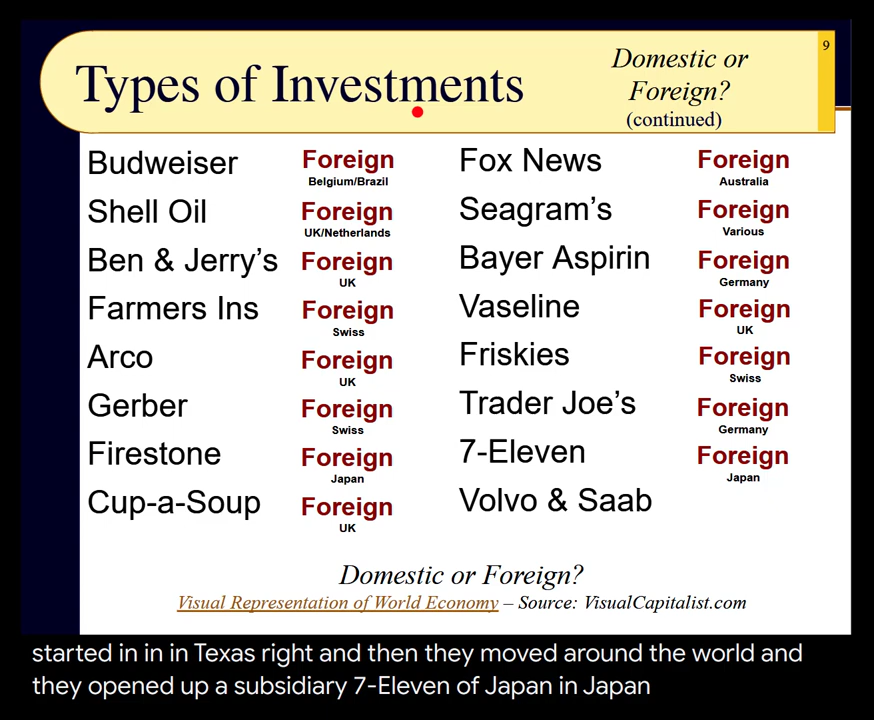 9
Types of Investments
Domestic or
Foreign?
(continued)
Budweiser Foreign
Belgium/Brazil
Shell Oil Foreign
UK/Netherlands
Ben & Jerry’s Foreign
UK
Farmers Ins Foreign
Swiss
Arco Foreign
UK
Gerber Foreign
Swiss
Firestone Foreign
Japan
Cup-a-Soup Foreign
UK
Fox News Foreign
Australia
Seagram’s Foreign
Various
Bayer Aspirin Foreign
Germany
Vaseline Foreign
UK
Friskies Foreign
Swiss
Trader Joe’s Foreign
Germany
7-Eleven Foreign
Japan
Volvo & Saab
Domestic or Foreign?
Visual Representation of World Economy – Source: VisualCapitalist.com
started in in in Texas right and then they moved around the world and
they opened up a subsidiary 7-Eleven of Japan in Japan